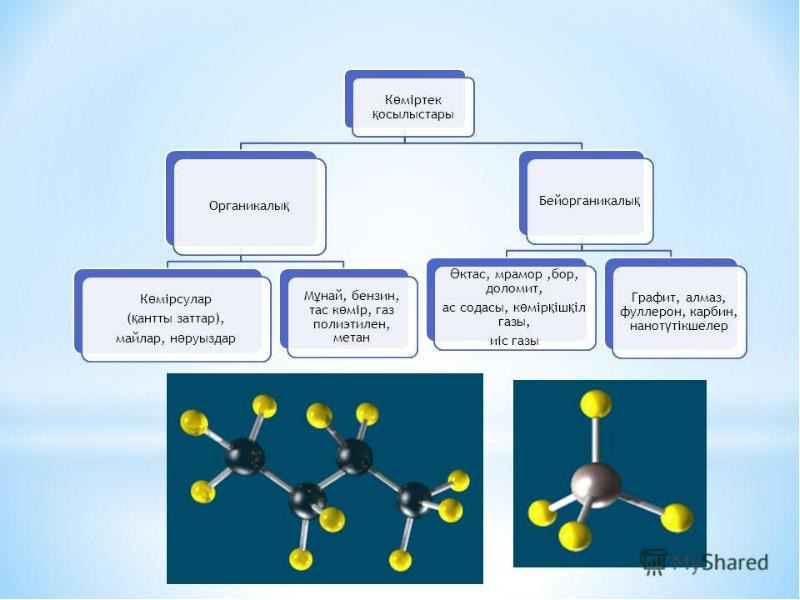 Көміртек
қосылыстары
Органикалық
Бейорганикалық
Көмірсулар
(қантты заттар),
майлар, нәруыздар
Мұнай, бензин,
тас көмір, газ
полиэтилен,
метан
Әктас, мрамор ,бор,
доломит,
ас содасы, көмірқішқіл
газы,
иіс газы
Графит, алмаз,
фуллерон, карбин,
нанотүтікшелер
MyShared